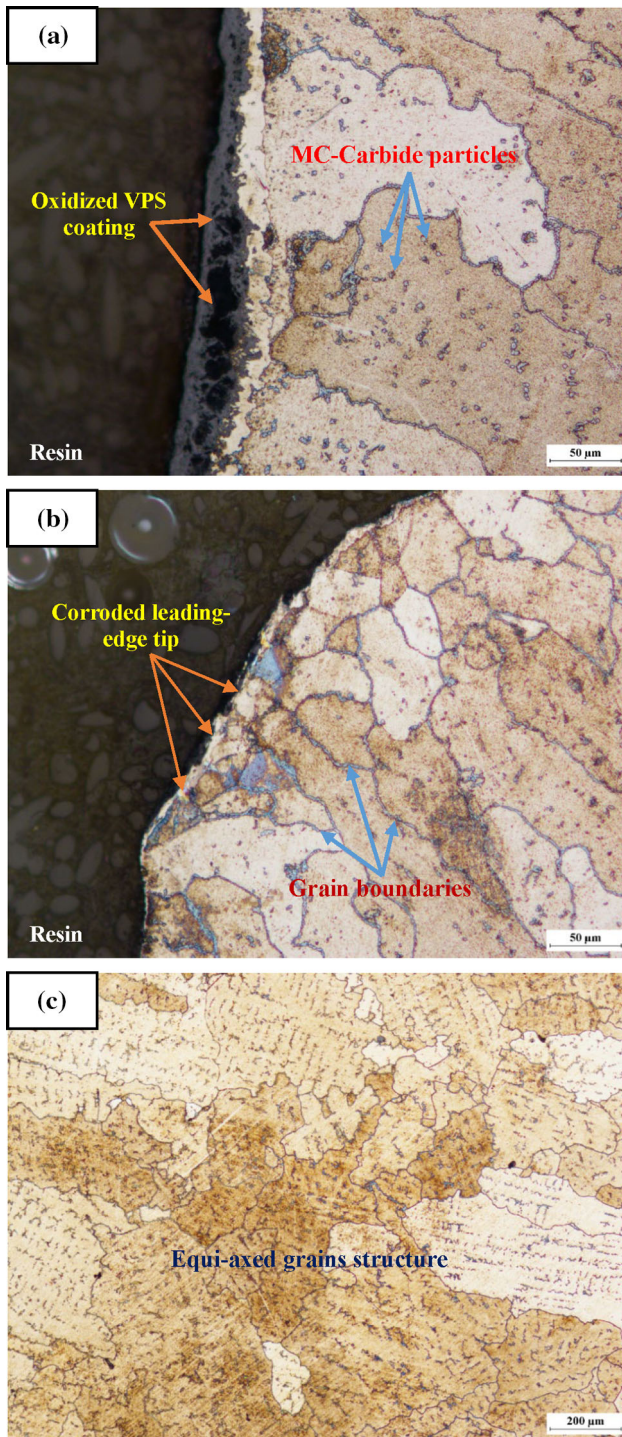 (a)
MC-Carbide particles
Oxidized VPS
coating
Resin
50 µm
(b)
Corroded leading-
edge tip
Grain boundaries
Resin
50 µm
(c)
Equi-axed grains structure
200 µm